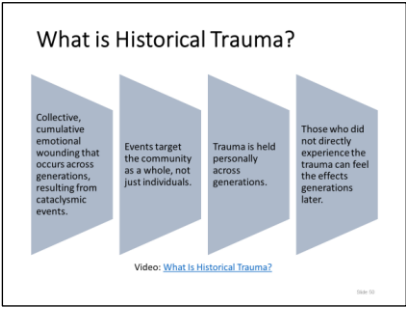 What is Historical Trauma?
Collective,
cumulative
emotional
wounding that
occurs across
generations,
resulting from
cataclysmic
events.
Events target
the community
as a whole, not
just individuals.
Trauma is held
personally
across
generations.
Those who did
not directly
experience the
trauma can feel
the effects
generations
later.
Video: What Is Historical Trauma?
Slide